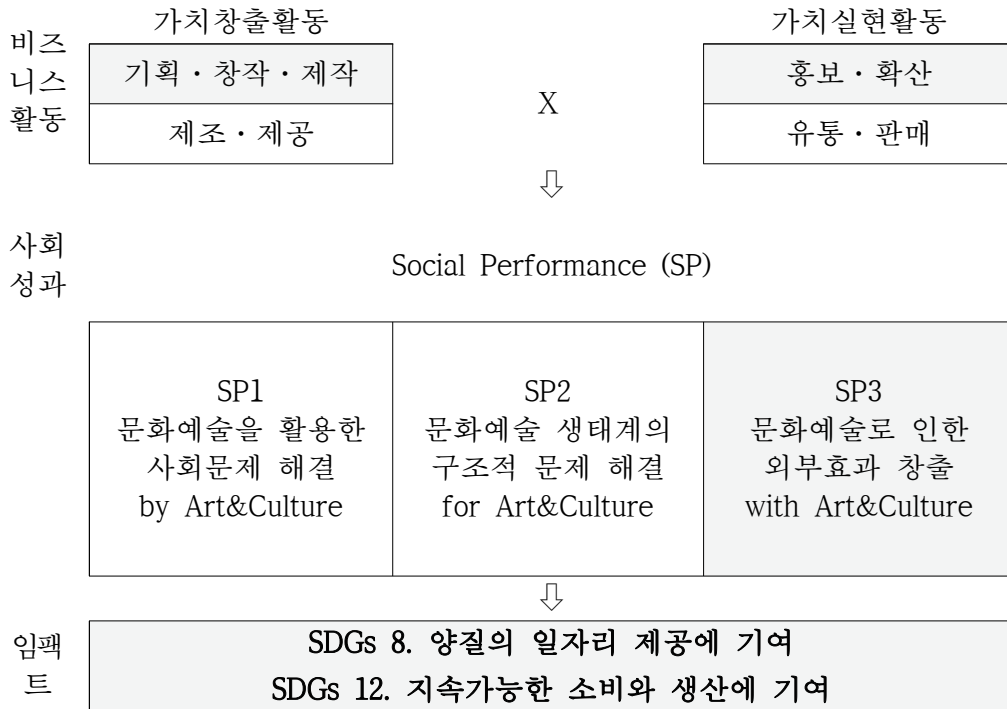 가치창출활동
가치실현활동
비즈
니스
활동
기획・창작・제작
제조・제공
X
홍보・확산
유통・판매
⇩
사회
성과
Social Performance (SP)
SP1
문화예술을 활용한
사회문제 해결
by Art&Culture
SP2
문화예술 생태계의
구조적 문제 해결
for Art&Culture
SP3
문화예술로 인한
외부효과 창출
with Art&Culture
⇩
임팩
트
SDGs 8. 양질의 일자리 제공에 기여
SDGs 12. 지속가능한 소비와 생산에 기여